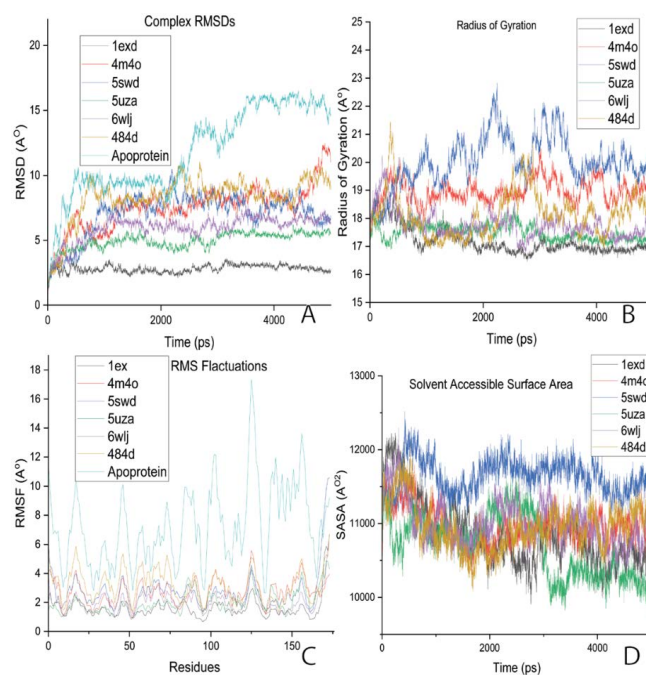 Complex RMSDs
20
15
10
5
0
RMSD (A⁰)
1exd
4m4o
5swd
5uza
6wlj
484d
Apoprotein
0
2000
4000
Time (ps)
A
Radius of Gyration
25
24
23
22
21
20
19
18
17
16
15
Radius of Gyration (A⁰)
1exd
4m4o
5swd
5uza
6wlj
484d
0
2000
4000
Time (ps)
B
RMS Flactuations
18
16
14
12
10
8
6
4
2
0
RMSF (A⁰)
1ex
4m4o
5swd
5uza
6wlj
484d
Apoprotein
0
50
100
150
Residues
C
Solvent Accessible Surface Area
13000
12000
11000
10000
SASA (A⁰²)
1exd
4m4o
5swd
5uza
6wlj
484d
0
2000
4000
Time (ps)
D